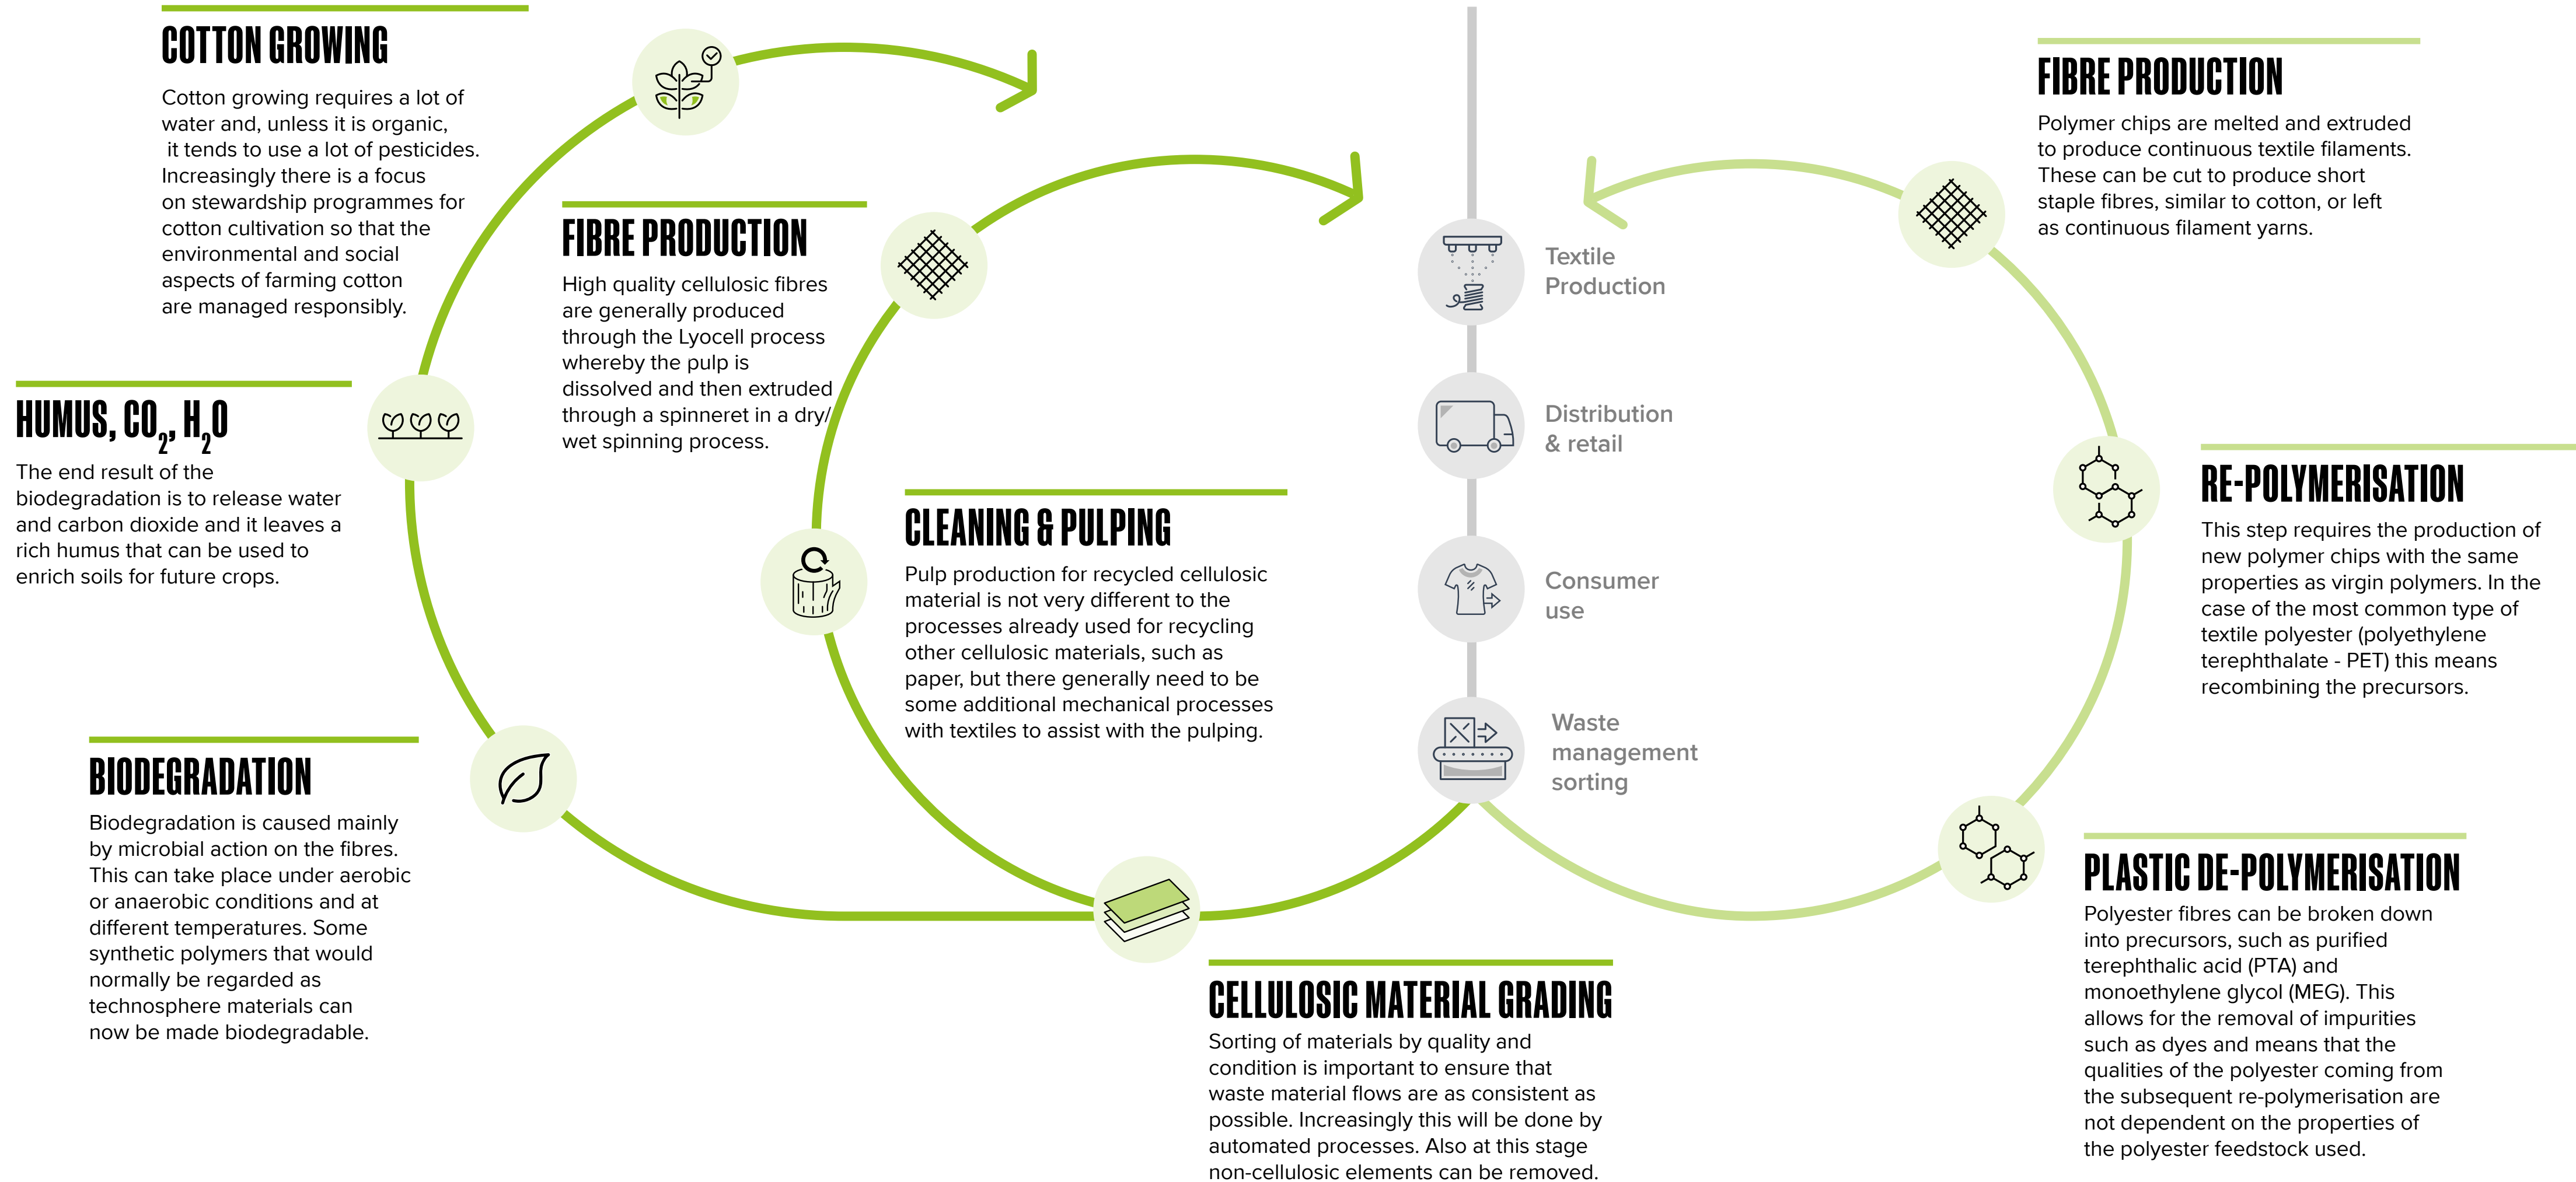 COTTON GROWING
Cotton growing requires a lot of
water and, unless it is organic,
it tends to use a lot of pesticides.
Increasingly there is a focus
on stewardship programmes for
cotton cultivation so that the
environmental and social
aspects of farming cotton
are managed responsibly.
HUMUS, CO2, H2O
The end result of the
biodegradation is to release water
and carbon dioxide and it leaves a
rich humus that can be used to
enrich soils for future crops.
BIODEGRADATION
Biodegradation is caused mainly
by microbial action on the fibres.
This can take place under aerobic
or anaerobic conditions and at
different temperatures. Some
synthetic polymers that would
normally be regarded as
technosphere materials can
now be made biodegradable.
FIBRE PRODUCTION
High quality cellulosic fibres
are generally produced
through the Lyocell process
whereby the pulp is
dissolved and then extruded
through a spinneret in a dry/
wet spinning process.
CLEANING & PULPING
Pulp production for recycled cellulosic
material is not very different to the
processes already used for recycling
other cellulosic materials, such as
paper, but there generally need to be
some additional mechanical processes
with textiles to assist with the pulping.
CELLULOSIC MATERIAL GRADING
Sorting of materials by quality and
condition is important to ensure that
waste material flows are as consistent as
possible. Increasingly this will be done by
automated processes. Also at this stage
non-cellulosic elements can be removed.
Textile
Production
Distribution
& retail
Consumer
use
Waste
management
sorting
FIBRE PRODUCTION
Polymer chips are melted and extruded
to produce continuous textile filaments.
These can be cut to produce short
staple fibres, similar to cotton, or left
as continuous filament yarns.
RE-POLYMERISATION
This step requires the production of
new polymer chips with the same
properties as virgin polymers. In the
case of the most common type of
textile polyester (polyethylene
terephthalate - PET) this means
recombining the precursors.
PLASTIC DE-POLYMERISATION
Polyester fibres can be broken down
into precursors, such as purified
terephthalic acid (PTA) and
monoethylene glycol (MEG). This
allows for the removal of impurities
such as dyes and means that the
qualities of the polyester coming from
the subsequent re-polymerisation are
not dependent on the properties of
the polyester feedstock used.